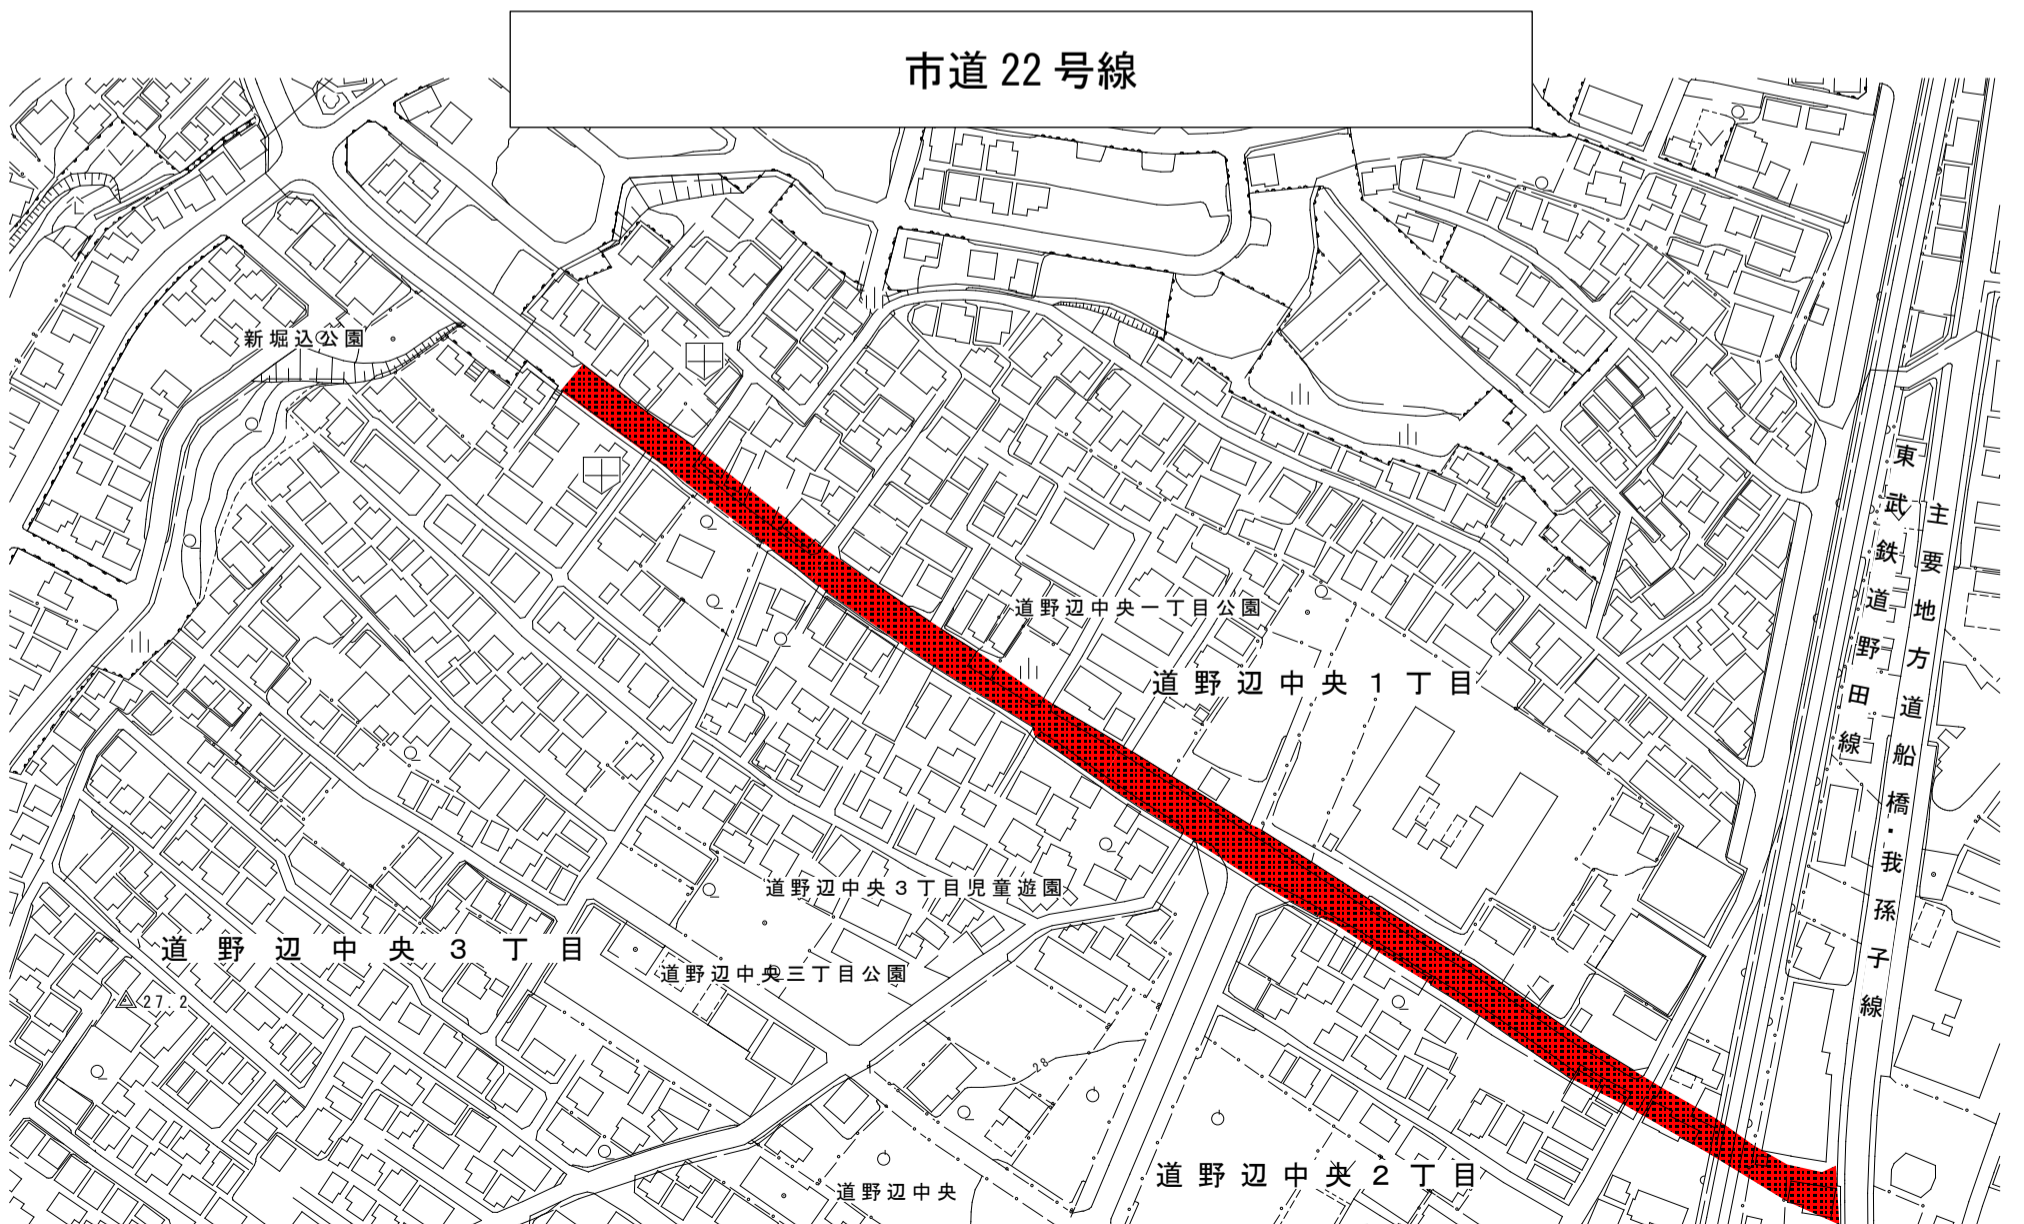 市道 22 号線
新堀込公園
東武鉄道野田線
主要地方道船橋・我孫子線
道野辺中央一丁目公園
道野辺中央１丁目
道野辺中央３丁目児童遊園
道野辺中央３丁目
道野辺中央三丁目公園
27.2
28
道野辺中央２丁目
道野辺中央